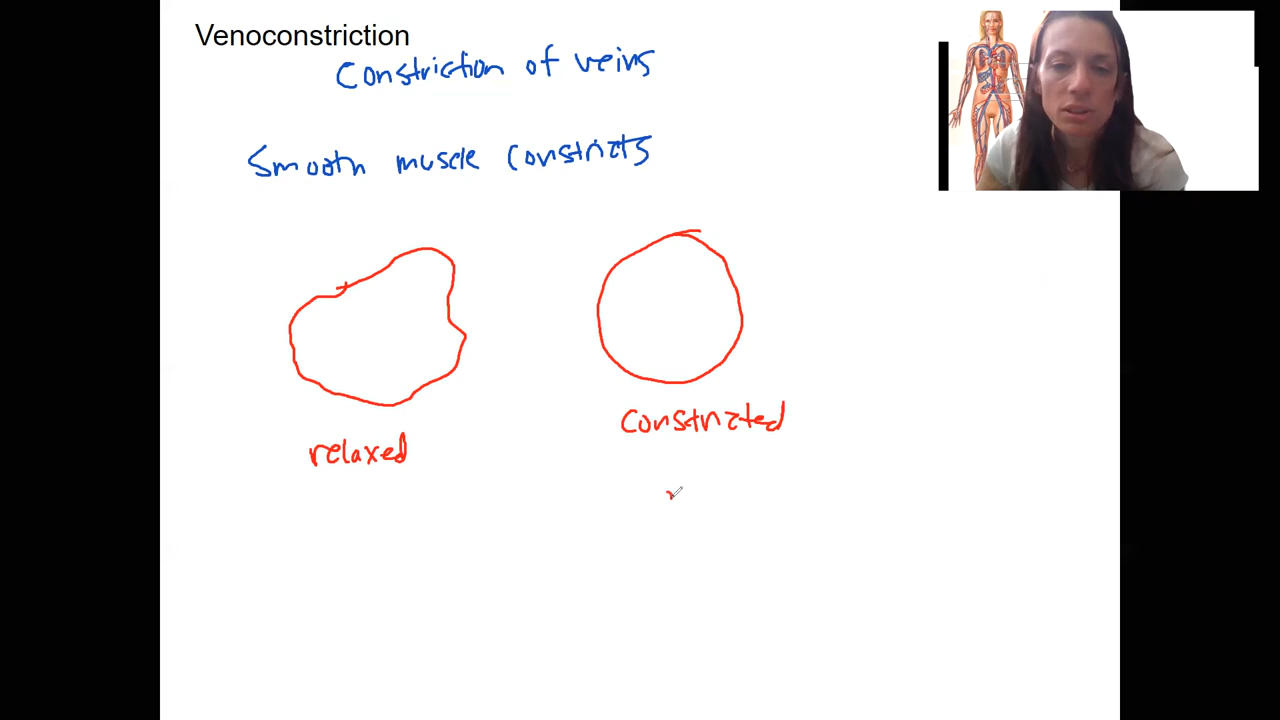 Venoconstriction
Constriction of veins
Smooth muscle constricts
constricted
relaxed